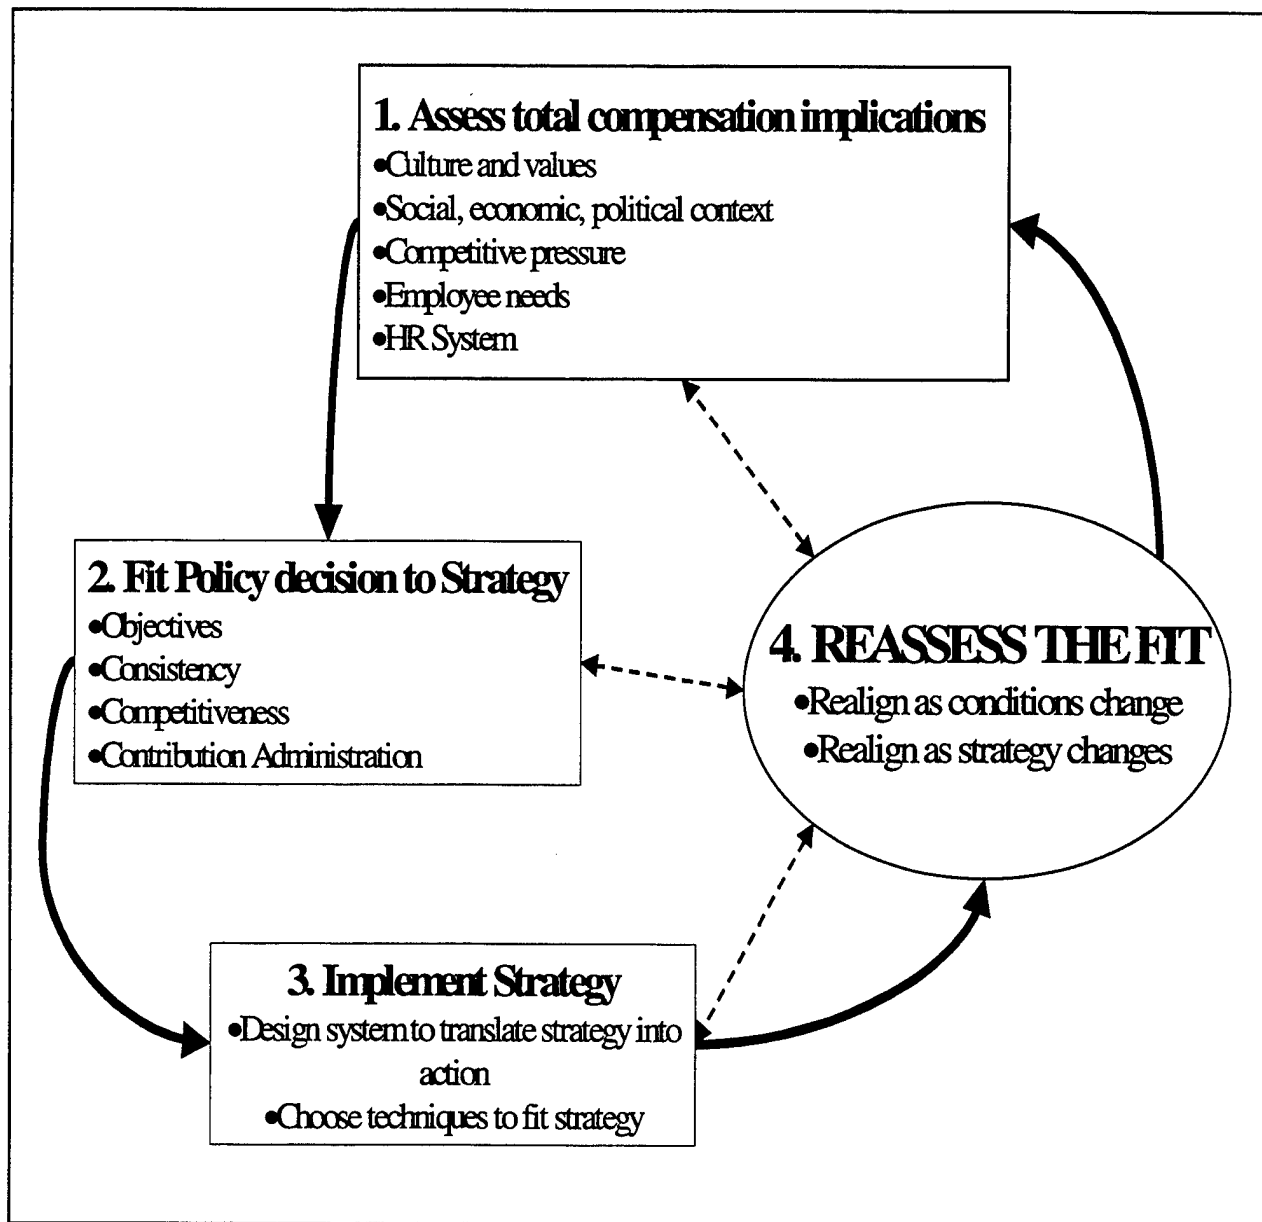 1. Assess total compensation implications
•Culture and values
•Social, economic, political context
•Competitive pressure
•Employee needs
•HR System
2. Fit Policy decision to Strategy
•Objectives
•Consistency
•Competitiveness
•Contribution Administration
3. Implement Strategy
•Design system to translate strategy into
action
•Choose techniques to fit strategy
4. REASSESS THE FIT
•Realign as conditions change
•Realign as strategy changes